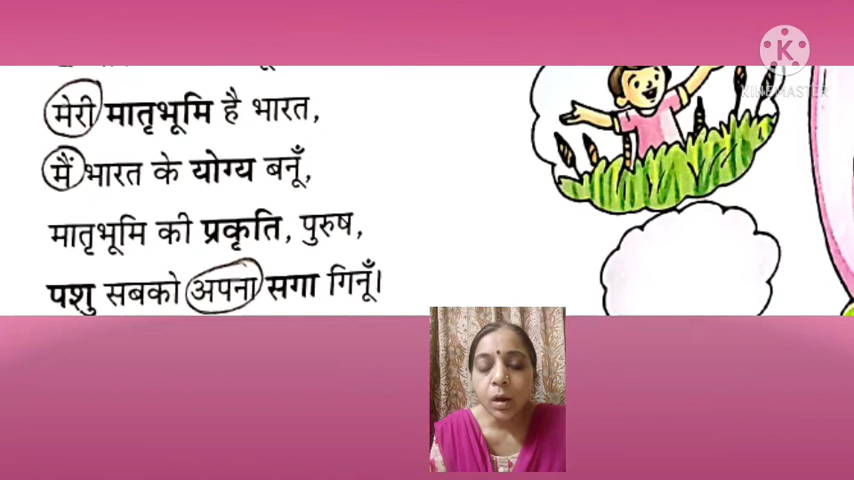 मेरी मातृभूमि है भारत,
मैं भारत के योग्य बनूँ,
मातृभूमि की प्रकृति, पुरुष,
पशु सबको अपना सगा गिनूँ।
K
KINEMASTER